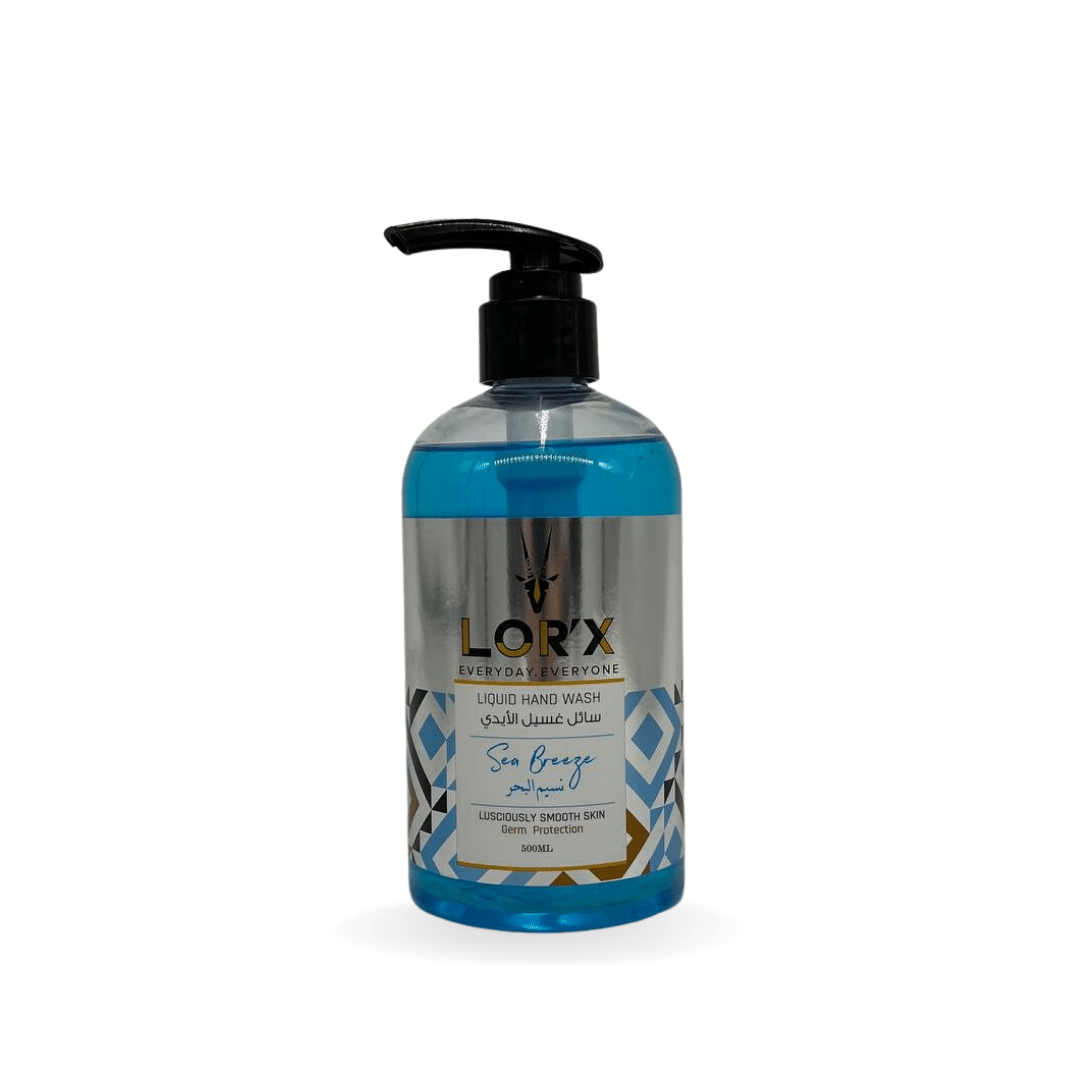 LOR'X
EVERYDAY.EVERYONE
LIQUID HAND WASH
سائل غسيل الأيدي
Sea Breeze
نسيم البحر
LUSCIOUSLY SMOOTH SKIN
Germ Protection
500ML